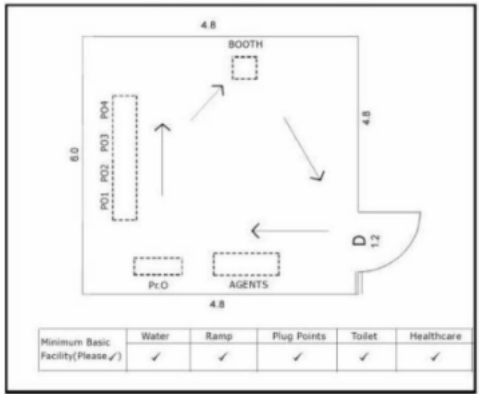 4.8
BOOTH
4.8
6.0
PO4
PO3
PO2
PO1
D
1.2
Pr.O
AGENTS
4.8
Minimum Basic Facility(Please✓)
Water
Ramp
Plug Points
Toilet
Healthcare
✓
✓
✓
✓
✓